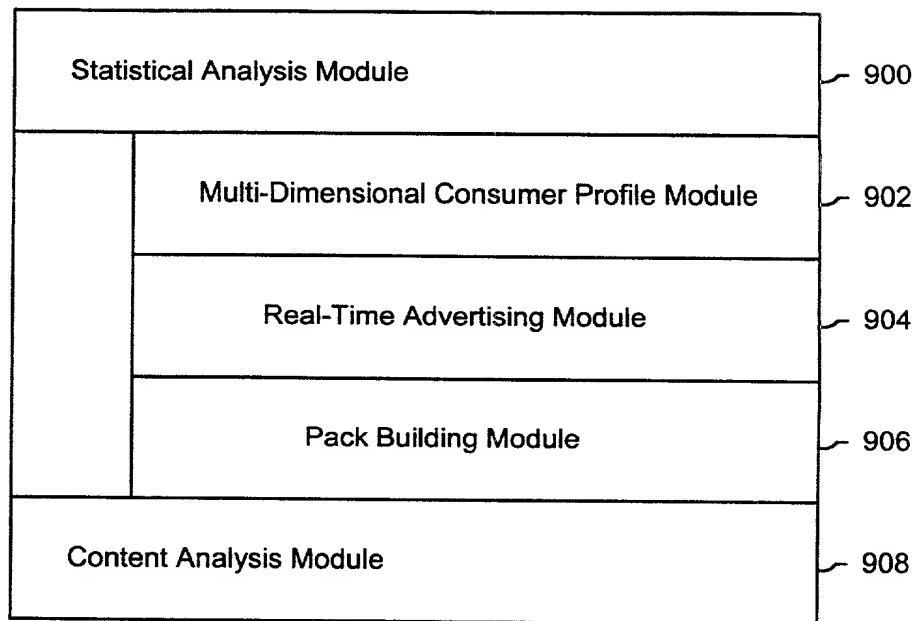 Statistical Analysis Module 900
Multi-Dimensional Consumer Profile Module 902
Real-Time Advertising Module 904
Pack Building Module 906
Content Analysis Module 908